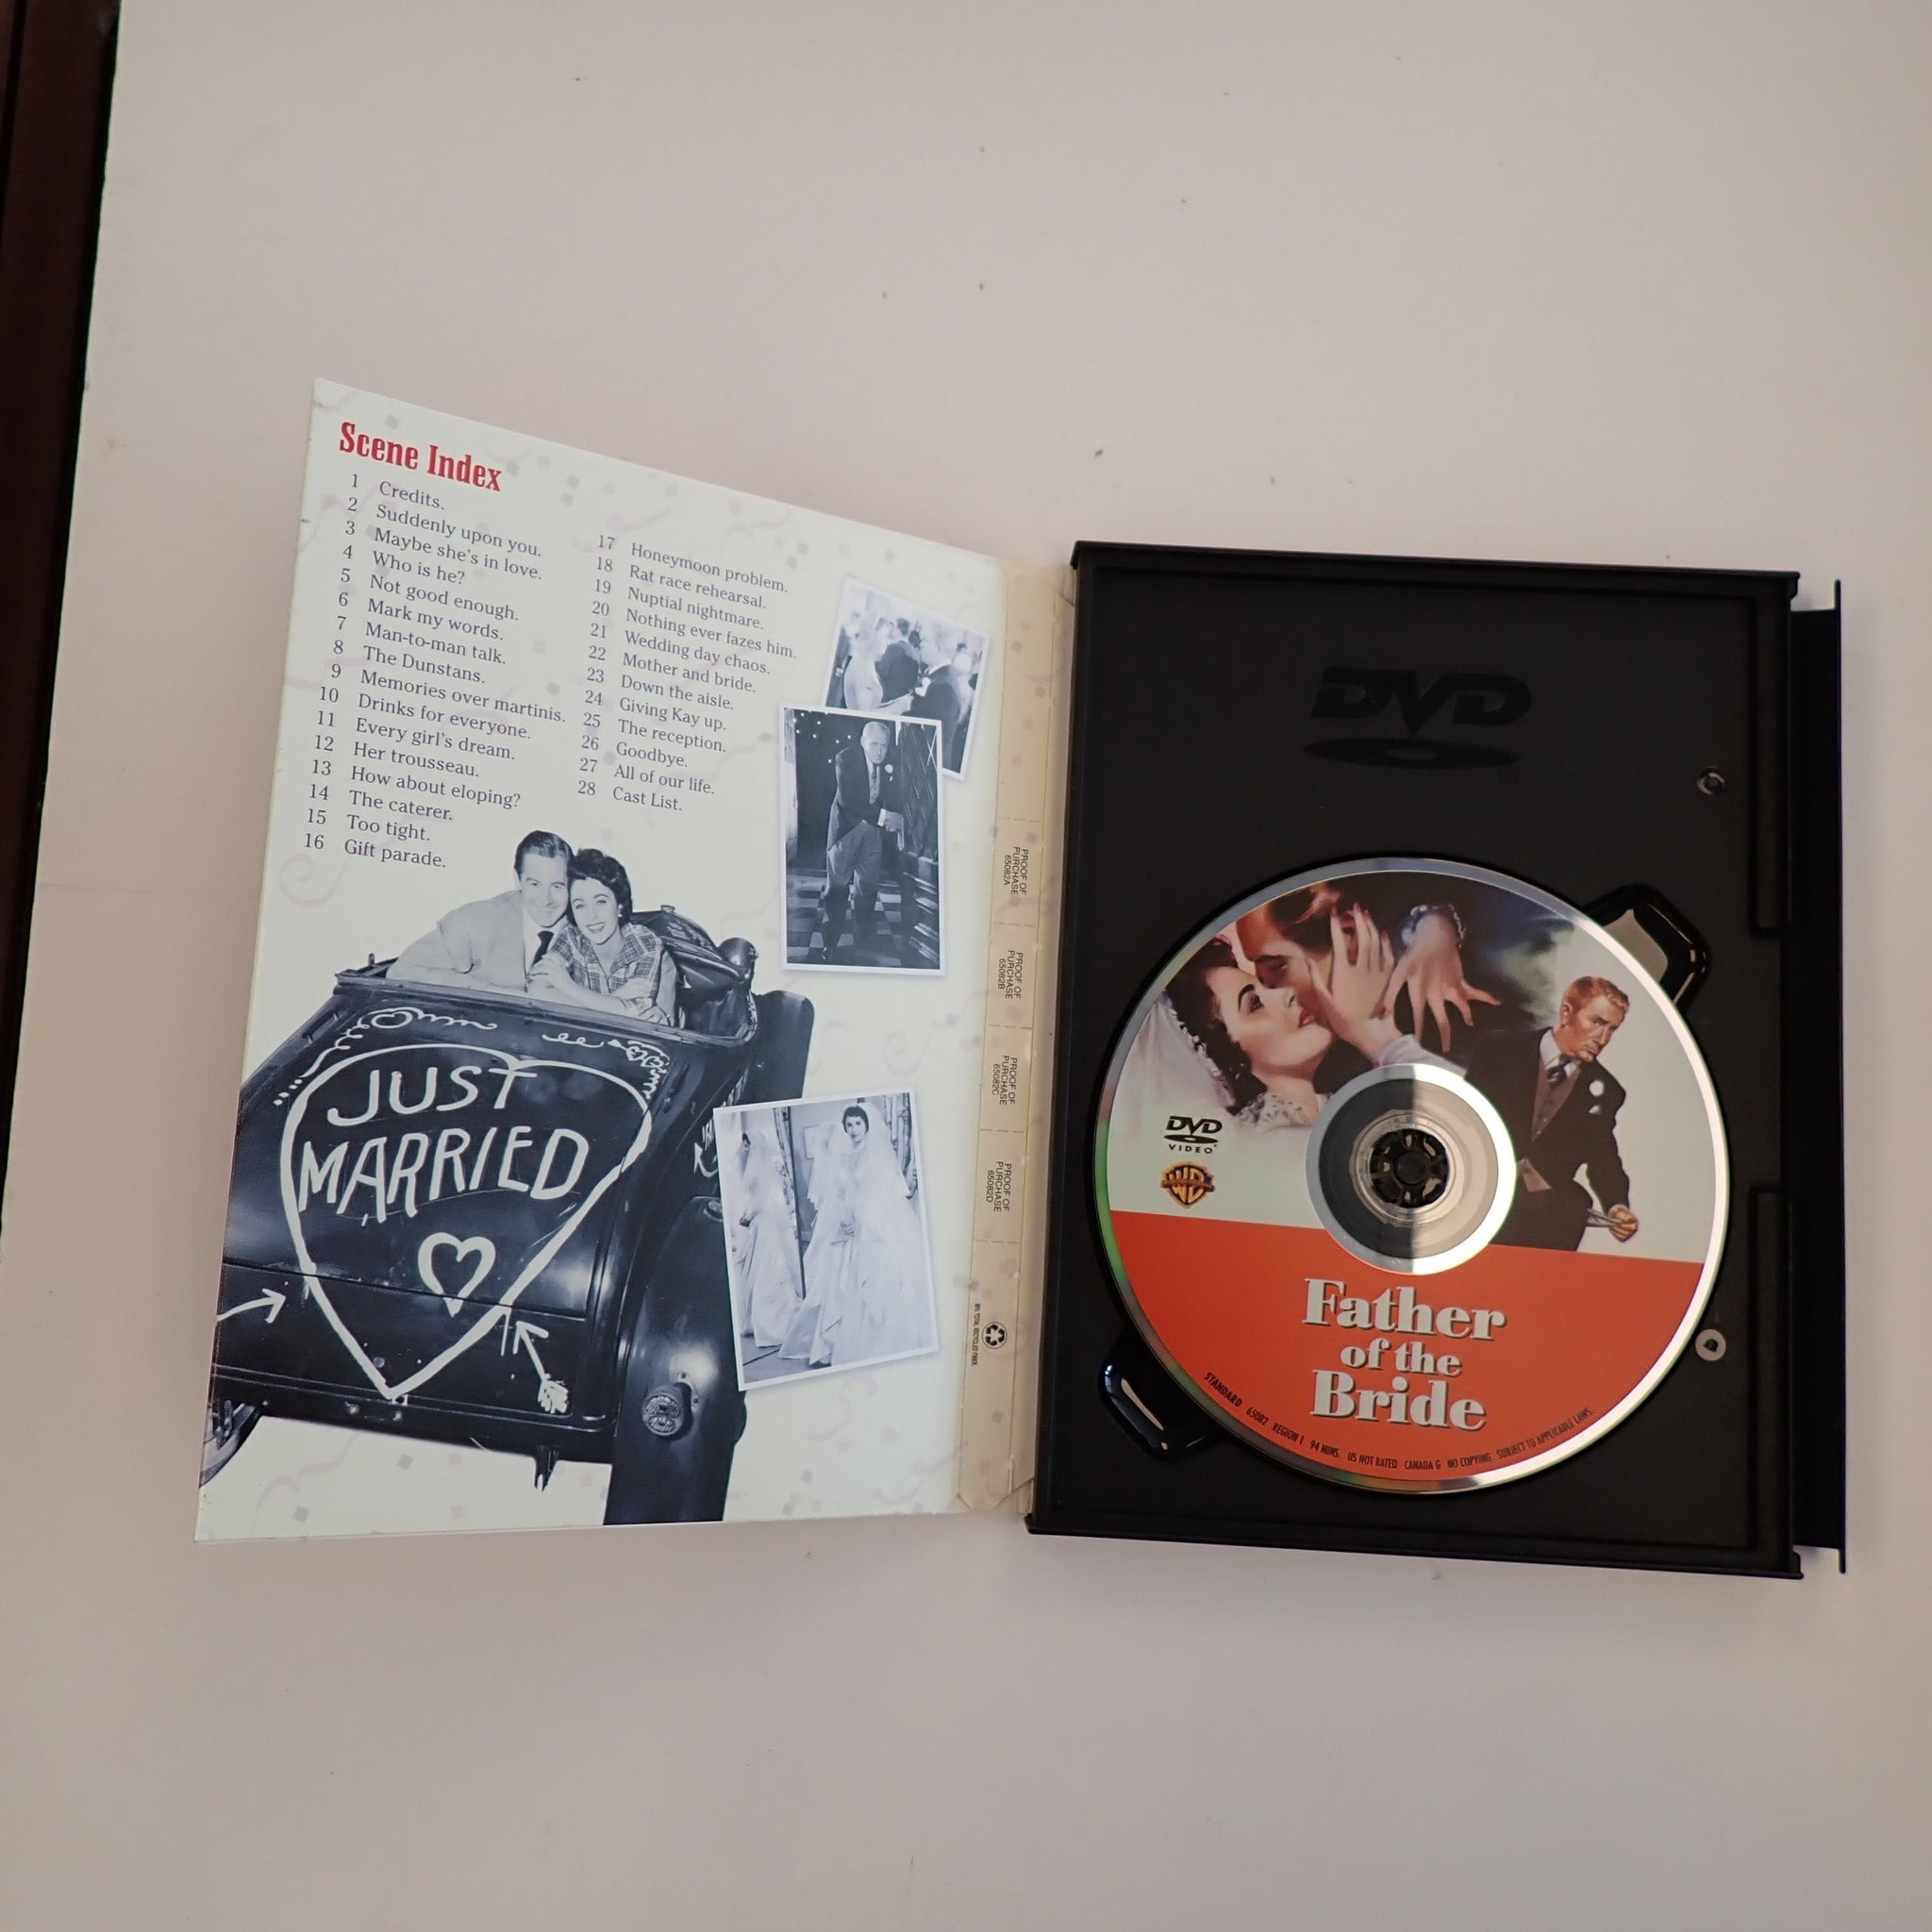 Scene Index
1 Credits.
2 Suddenly upon you.
3 Maybe she's in love.
4 Who is he?
5 Not good enough.
6 Mark my words.
7 Man-to-man talk.
8 The Dunstans.
9 Memories over martinis.
10 Drinks for everyone.
11 Every girl's dream.
12 Her trousseau.
13 How about eloping?
14 The caterer.
15 Too tight.
16 Gift parade.
17 Honeymoon problem.
18 Rat race rehearsal.
19 Nuptial nightmare.
20 Nothing ever fazes him.
21 Wedding day chaos.
22 Mother and bride.
23 Down the aisle.
24 Giving Kay up.
25 The reception.
26 Goodbye.
27 All of our life.
28 Cast List.
JUST
MARRIED
PROOF OF
PURCHASE
65082A
PROOF OF
PURCHASE
65082B
PROOF OF
PURCHASE
65082C
PROOF OF
PURCHASE
65082D
DVD
DVD
VIDEO
WB
Father
of the
Bride
STANDARD 65082 REGION 1 94 MINS. US NOT RATED CANADA G NO COPYING. SUBJECT TO APPLICABLE LAWS.